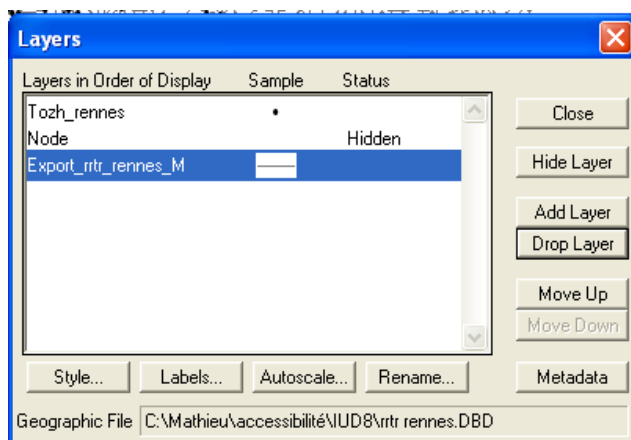 Layers
Layers in Order of Display Sample Status
Tozh_rennes
Node Hidden
Export_rrtr_rennes_M
Close
Hide Layer
Add Layer
Drop Layer
Move Up
Move Down
Style... Labels... Autoscale... Rename... Metadata
Geographic File C:\Mathieu\accessibilité\IUD8\rrtr rennes.DBD